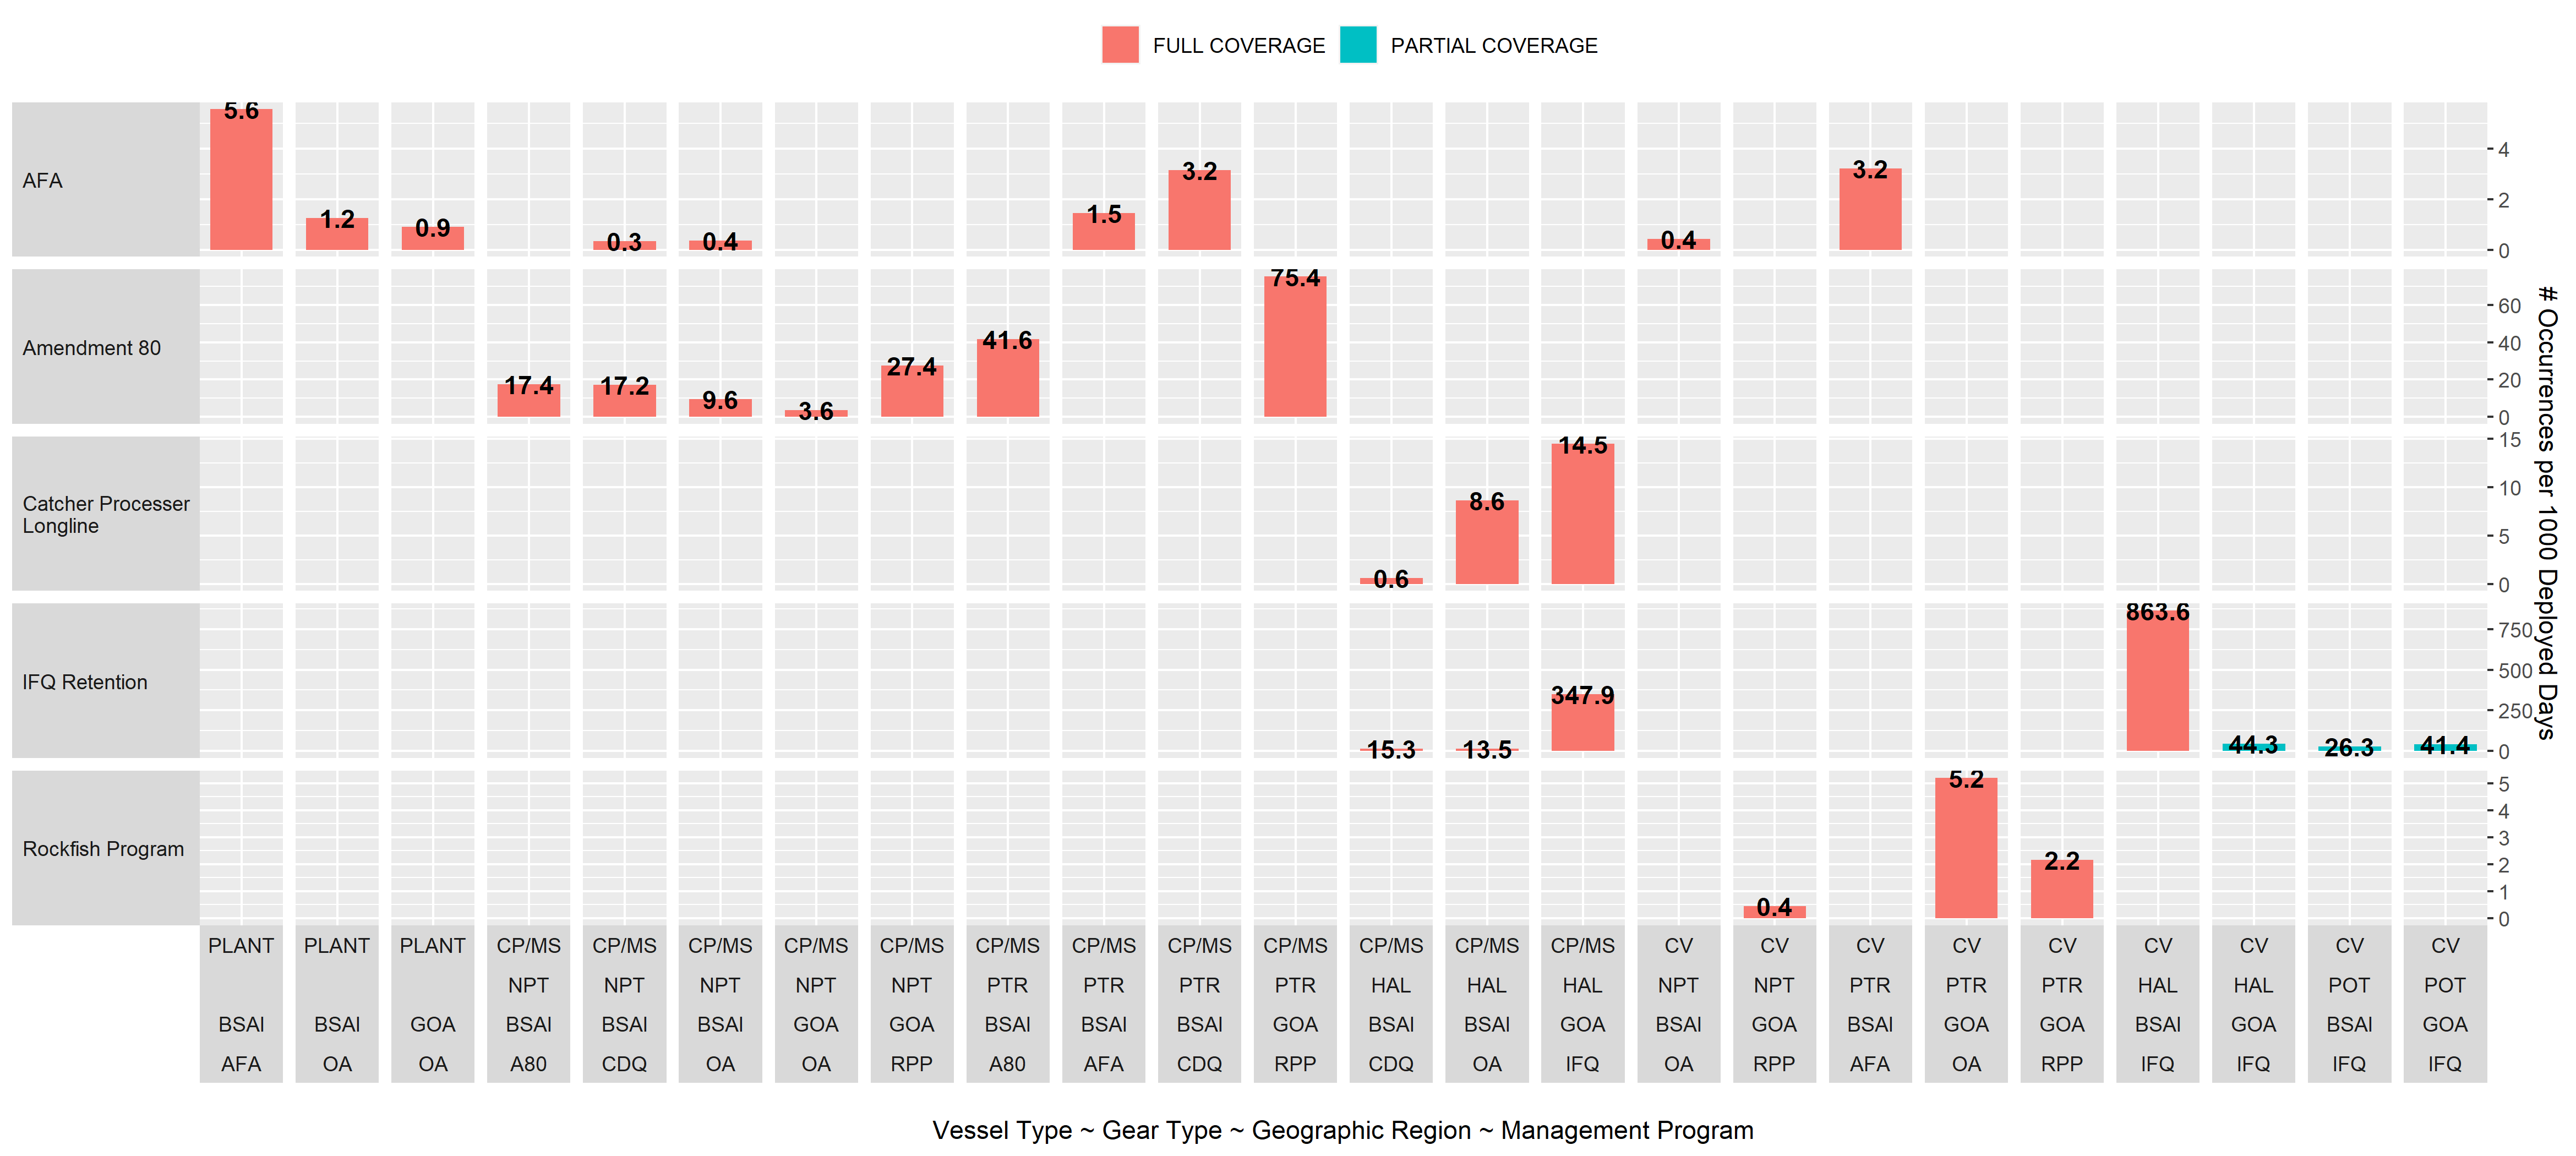 FULL COVERAGE PARTIAL COVERAGE
AFA
5.6 1.2 0.9 0.3 0.4 1.5 3.2 0.4 3.2
4
2
0
Amendment 80
17.4 17.2 9.6 3.6 27.4 41.6 75.4
60
40
20
0
Catcher Processer
Longline
0.6 8.6 14.5
15
10
5
0
IFQ Retention
15.3 13.5 347.9 863.6 44.3 26.3 41.4
750
500
250
0
Rockfish Program
0.4 5.2 2.2
5
4
3
2
1
0
# Occurrences per 1000 Deployed Days
PLANT PLANT PLANT CP/MS CP/MS CP/MS CP/MS CP/MS CP/MS CP/MS CP/MS CP/MS CP/MS CP/MS CP/MS CV CV CV CV CV CV CV CV CV
NPT NPT NPT NPT NPT PTR PTR PTR PTR HAL HAL HAL NPT NPT PTR PTR PTR HAL HAL POT POT
BSAI BSAI GOA BSAI BSAI BSAI GOA GOA BSAI BSAI BSAI GOA BSAI BSAI GOA BSAI GOA BSAI GOA GOA BSAI GOA BSAI GOA
AFA OA OA A80 CDQ OA OA RPP A80 AFA CDQ RPP CDQ OA IFQ OA RPP AFA OA RPP IFQ IFQ IFQ IFQ
Vessel Type ~ Gear Type ~ Geographic Region ~ Management Program